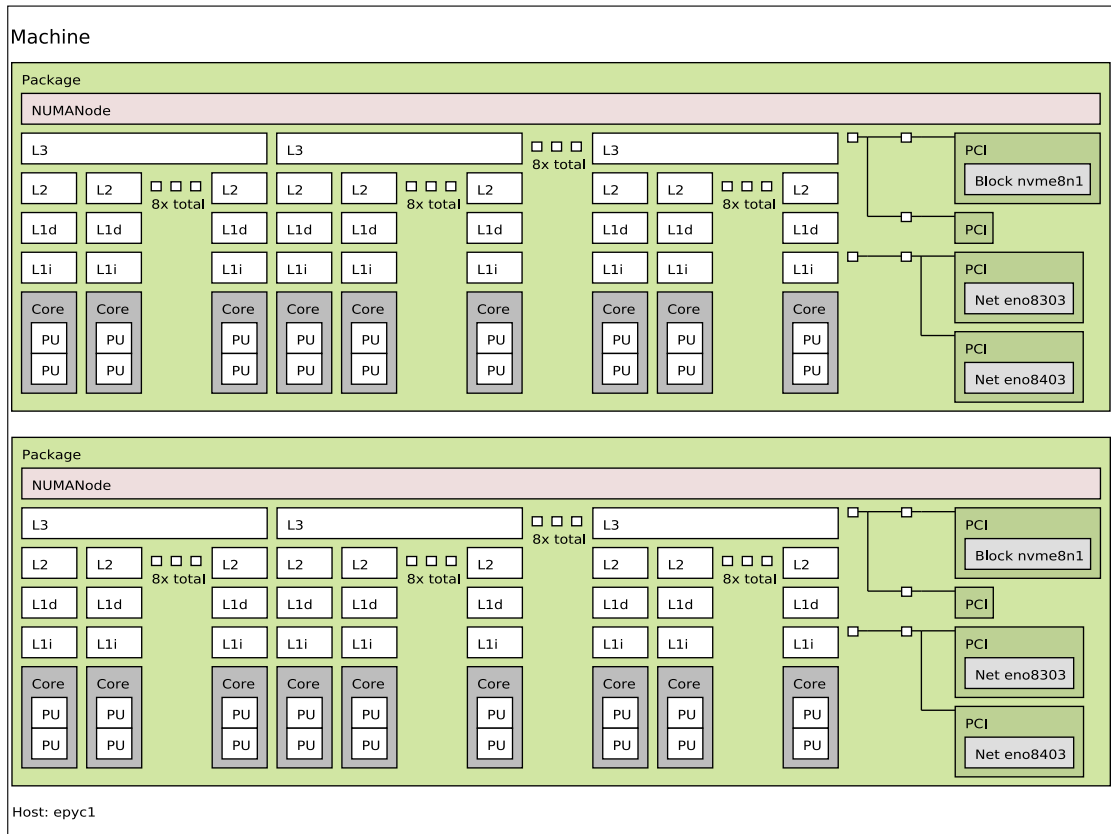 Machine
Package
NUMANode
L3 L3 8x total L3 PCI
Block nvme8n1
L2 L2 8x total L2 L2 L2 8x total L2 L2 L2 8x total L2
L1d L1d L1d L1d L1d L1d L1d L1d L1d PCI
L1i L1i L1i L1i L1i L1i L1i L1i L1i PCI
Net eno8303
Core Core Core Core Core Core Core Core Core
PU PU PU PU PU PU PU PU PU PCI
PU PU PU PU PU PU PU PU PU Net eno8403
Package
NUMANode
L3 L3 8x total L3 PCI
Block nvme8n1
L2 L2 8x total L2 L2 L2 8x total L2 L2 L2 8x total L2
L1d L1d L1d L1d L1d L1d L1d L1d L1d PCI
L1i L1i L1i L1i L1i L1i L1i L1i L1i PCI
Net eno8303
Core Core Core Core Core Core Core Core Core
PU PU PU PU PU PU PU PU PU PCI
PU PU PU PU PU PU PU PU PU Net eno8403
Host: epyc1